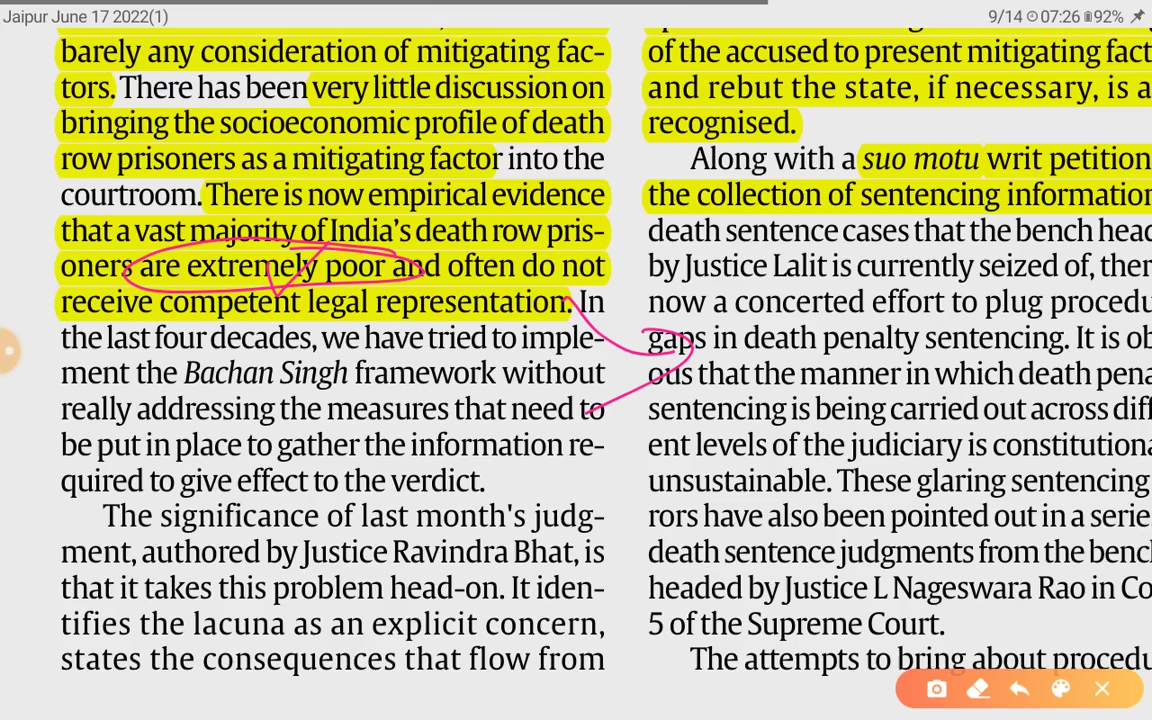 Jaipur June 17 2022(1)
9/14 07:26 92%
barely any consideration of mitigating fac-
tors. There has been very little discussion on
bringing the socioeconomic profile of death
row prisoners as a mitigating factor into the
courtroom. There is now empirical evidence
that a vast majority of India's death row pris-
oners are extremely poor and often do not
receive competent legal representation. In
the last four decades, we have tried to imple-
ment the Bachan Singh framework without
really addressing the measures that need to
be put in place to gather the information re-
quired to give effect to the verdict.
The significance of last month's judg-
ment, authored by Justice Ravindra Bhat, is
that it takes this problem head-on. It iden-
tifies the lacuna as an explicit concern,
states the consequences that flow from
of the accused to present mitigating fact
and rebut the state, if necessary, is a
recognised.
Along with a suo motu writ petition
the collection of sentencing information
death sentence cases that the bench head
by Justice Lalit is currently seized of, ther
now a concerted effort to plug procedu
gaps in death penalty sentencing. It is ob
ous that the manner in which death pena
sentencing is being carried out across diff
ent levels of the judiciary is constitutiona
unsustainable. These glaring sentencing
rors have also been pointed out in a serie
death sentence judgments from the benc
headed by Justice L Nageswara Rao in Co
5 of the Supreme Court.
The attempts to bring about procedu